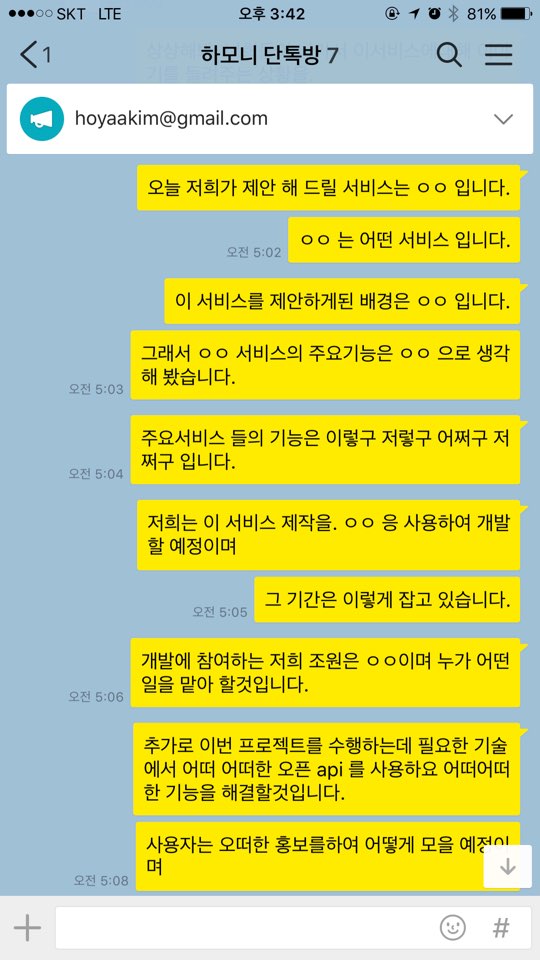 SKT LTE 오후 3:42 81%
1 하모니 단톡방 7
hoyaakim@gmail.com
오늘 저희가 제안 해 드릴 서비스는 ㅇㅇ 입니다.
ㅇㅇ 는 어떤 서비스 입니다.
오전 5:02
이 서비스를 제안하게된 배경은 ㅇㅇ 입니다.
그래서 ㅇㅇ 서비스의 주요기능은 ㅇㅇ 으로 생각
해 봤습니다.
오전 5:03
주요서비스 들의 기능은 이렇구 저렇구 어쩌구 저
쩌구 입니다.
오전 5:04
저희는 이 서비스 제작을. ㅇㅇ 응 사용하여 개발
할 예정이며
그 기간은 이렇게 잡고 있습니다.
오전 5:05
개발에 참여하는 저희 조원은 ㅇㅇ이며 누가 어떤
일을 맡아 할것입니다.
오전 5:06
추가로 이번 프로젝트를 수행하는데 필요한 기술
에서 어떠 어떠한 오픈 api 를 사용하요 어떠어떠
한 기능을 해결할것입니다.
사용자는 오떠한 홍보를하여 어떻게 모을 예정이
며
오전 5:08
#